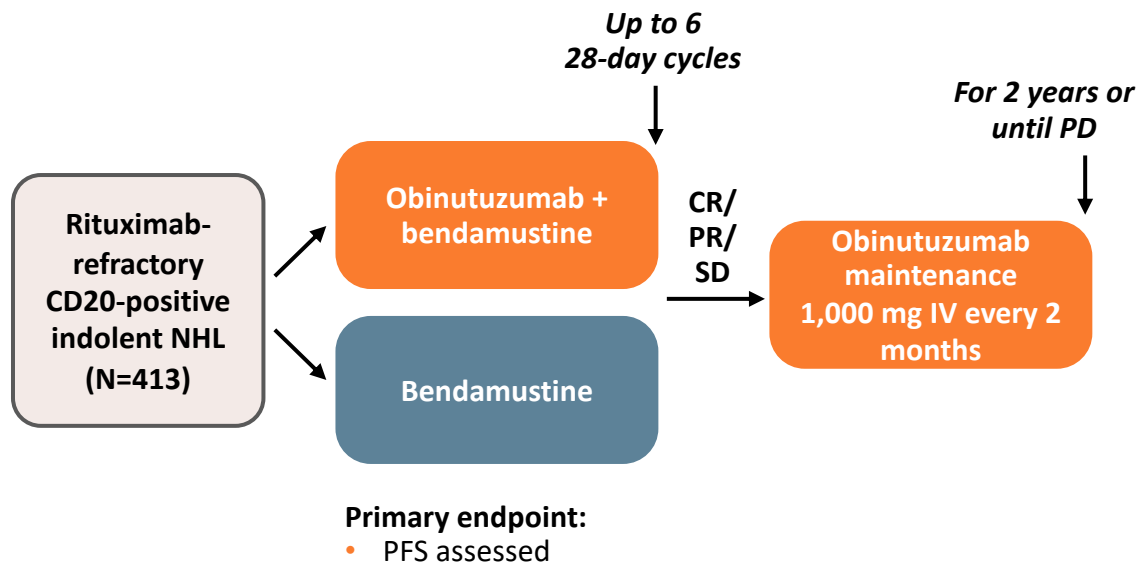 Up to 6
28-day cycles
For 2 years or
until PD
Rituximab-
refractory
CD20-positive
indolent NHL
(N=413)
Obinutuzumab +
bendamustine
CR/
PR/
SD
Obinutuzumab
maintenance
1,000 mg IV every 2
months
Bendamustine
Primary endpoint:
• PFS assessed